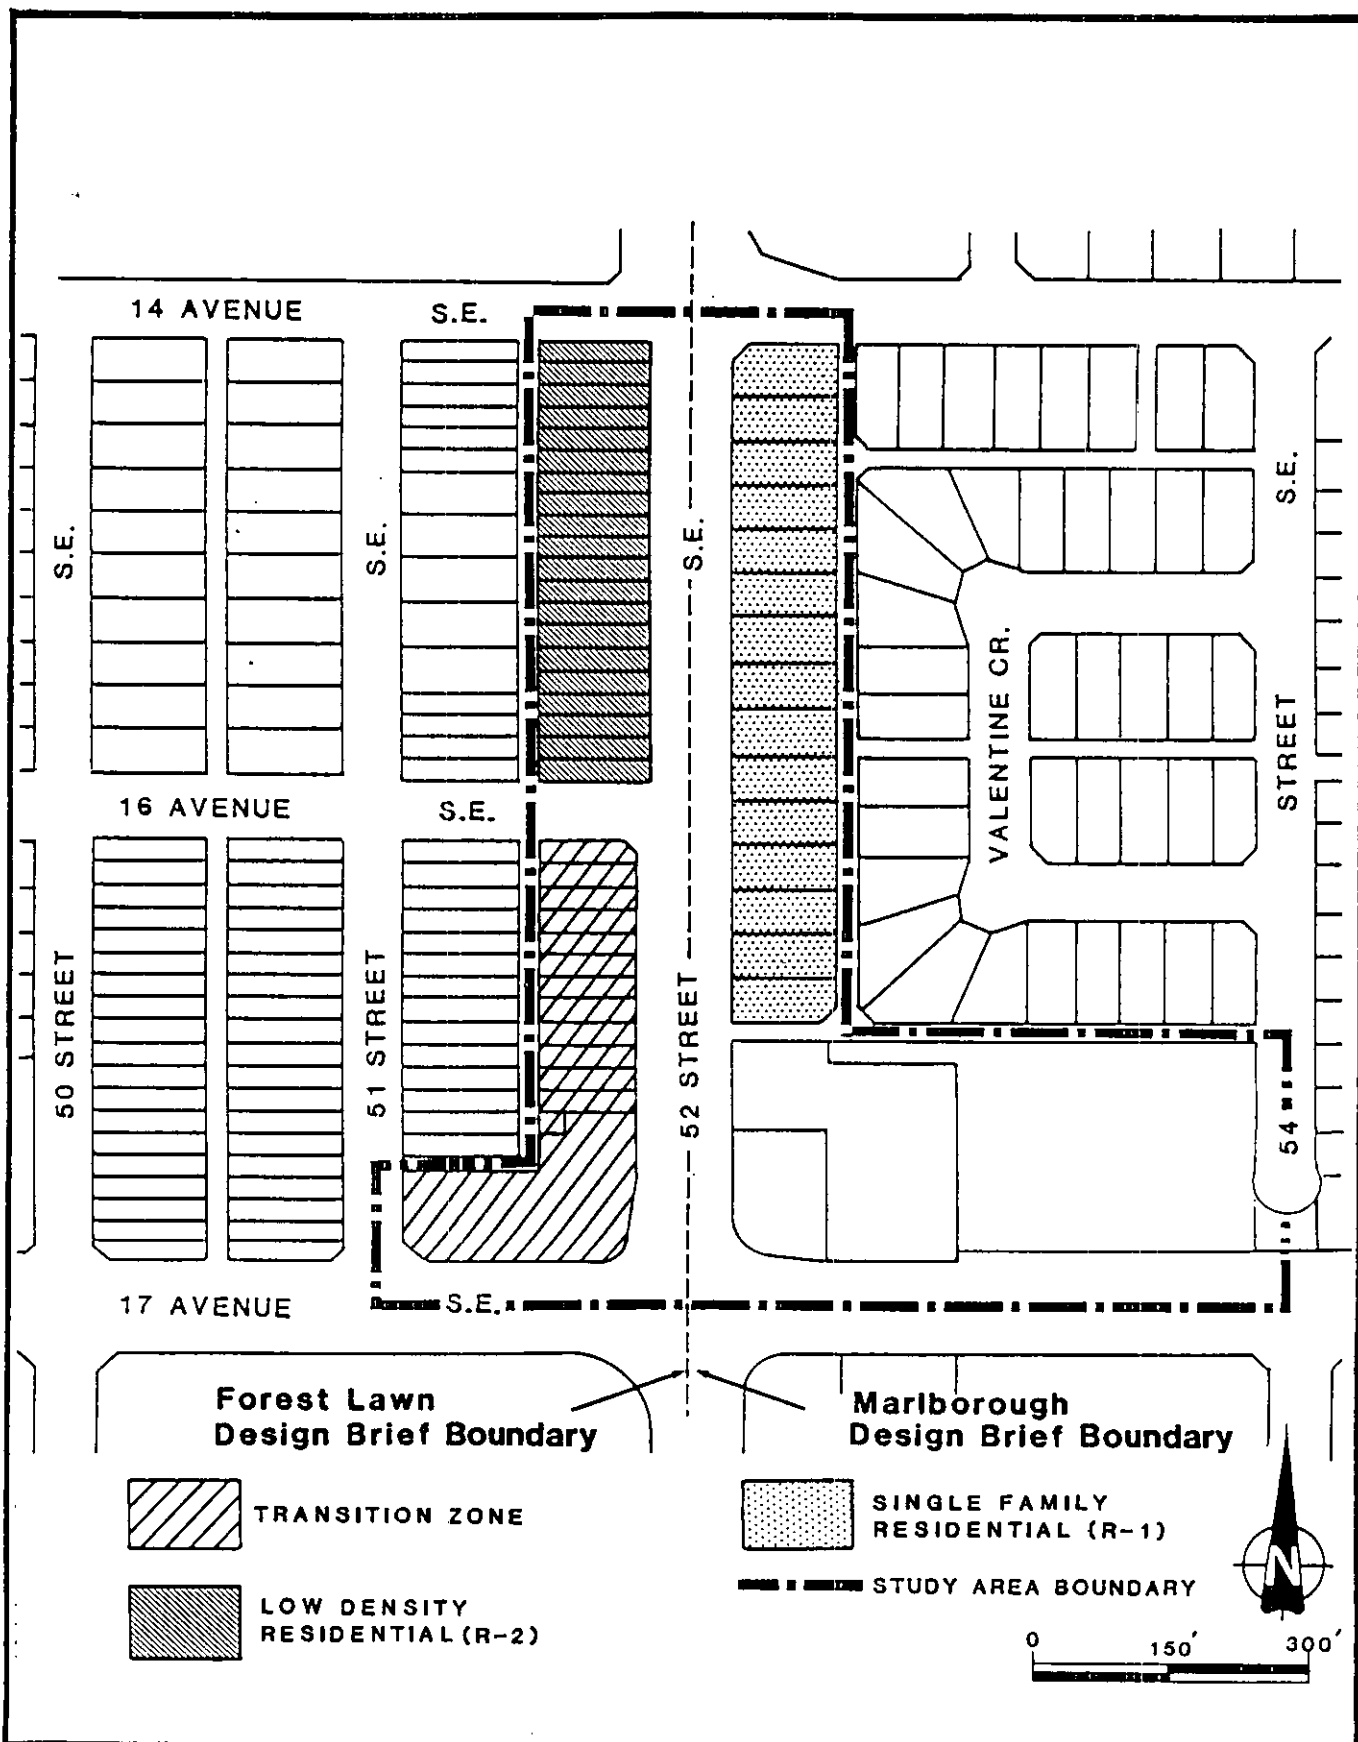 14 AVENUE S.E.
S.E.
S.E.
S.E.
S.E.
VALENTINE CR.
STREET
16 AVENUE S.E.
50 STREET
51 STREET
52 STREET
54
17 AVENUE S.E.
Forest Lawn
Design Brief Boundary
Marlborough
Design Brief Boundary
TRANSITION ZONE
LOW DENSITY
RESIDENTIAL (R-2)
SINGLE FAMILY
RESIDENTIAL (R-1)
STUDY AREA BOUNDARY
N
0 150' 300'